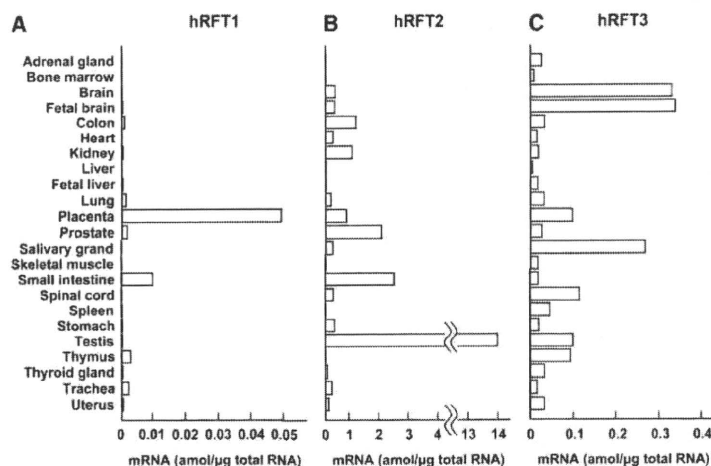 A hRFT1 B hRFT2 C hRFT3
Adrenal gland
Bone marrow
Brain
Fetal brain
Colon
Heart
Kidney
Liver
Fetal liver
Lung
Placenta
Prostate
Salivary grand
Skeletal muscle
Small intestine
Spinal cord
Spleen
Stomach
Testis
Thymus
Thyroid gland
Trachea
Uterus
0 0.01 0.02 0.03 0.04 0.05 0 1 2 3 4 13 14 0 0.1 0.2 0.3 0.4
mRNA (amol/μg total RNA) mRNA (amol/μg total RNA) mRNA (amol/μg total RNA)